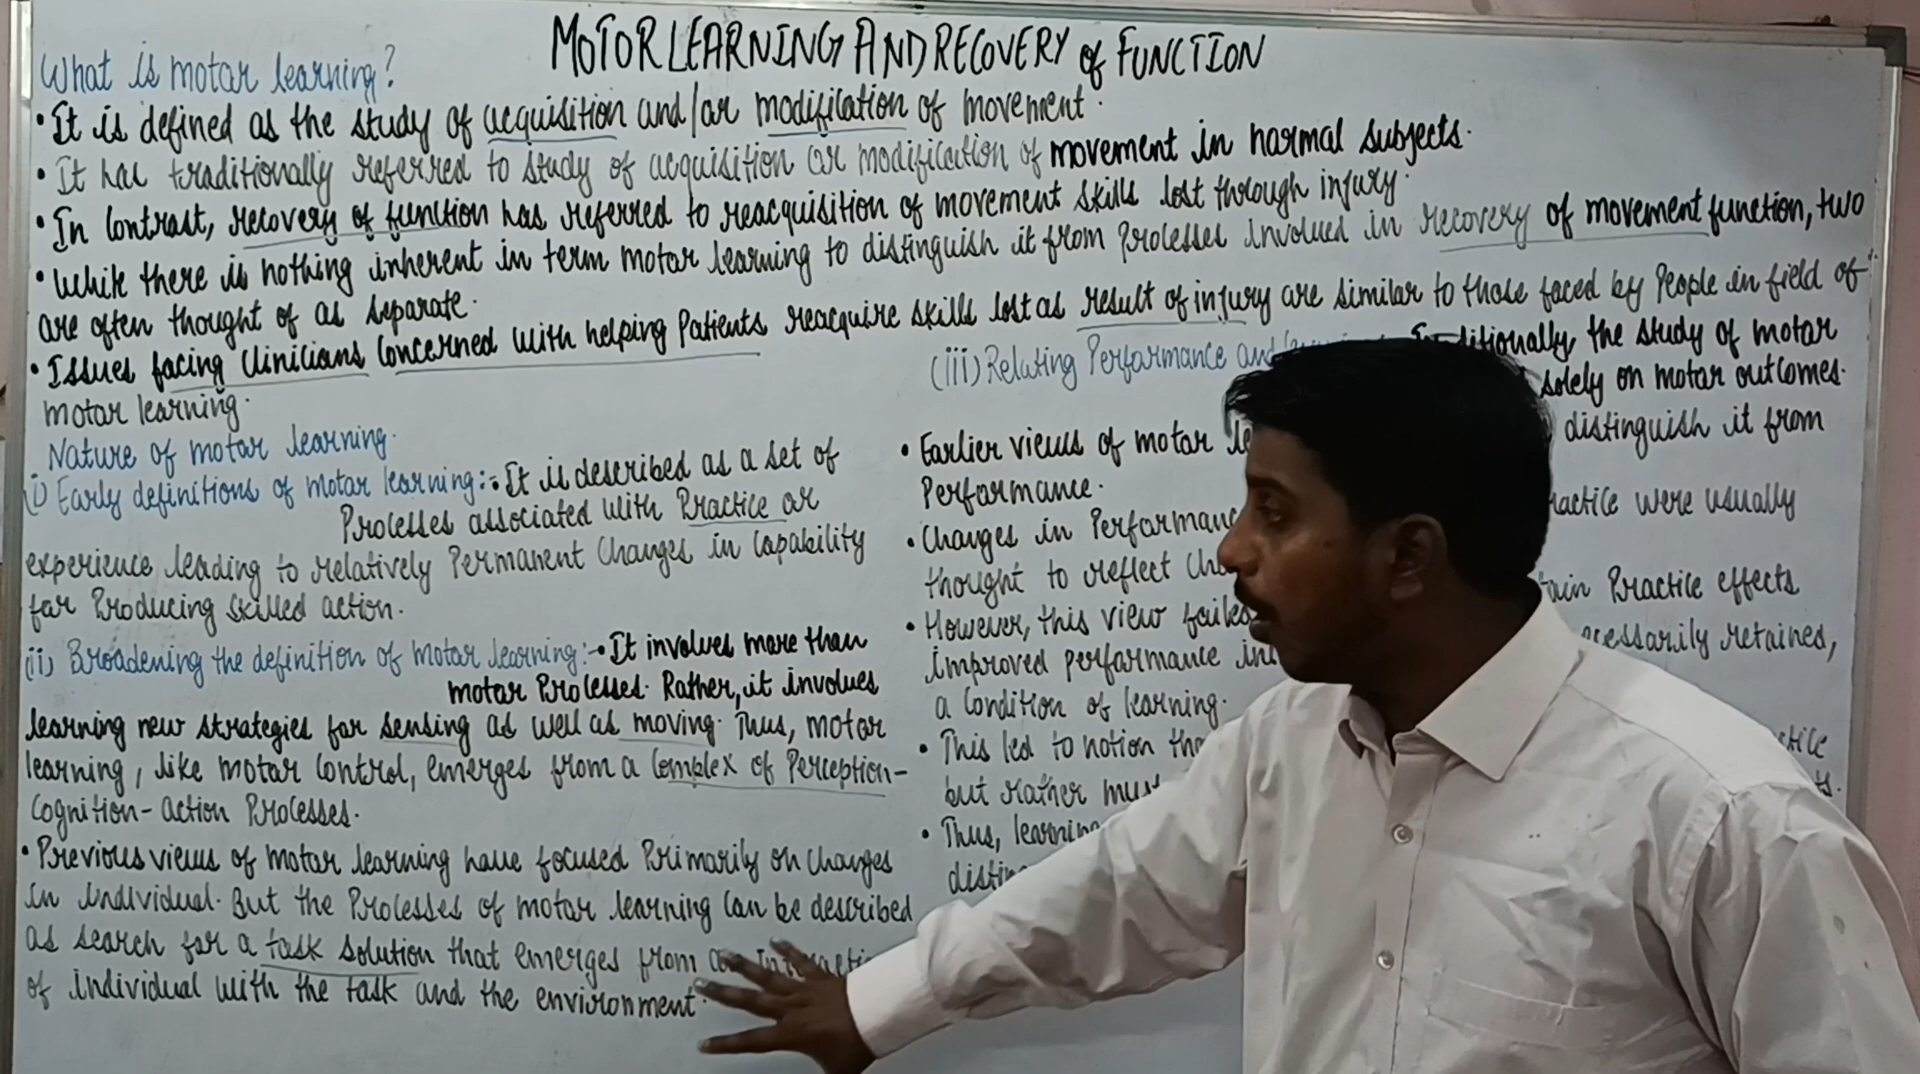 MOTOR LEARNING AND RECOVERY of FUNCTION
What is motor learning?
• It is defined as the study of acquisition and/or modification of movement.
• It has traditionally referred to study of acquisition or modification of movement in normal subjects.
• In Contrast, recovery of function has referred to reacquisition of movement skills lost through injury.
• While there is nothing inherent in term motor learning to distinguish it from Processes involved in recovery of movement function, two
are often thought of as separate.
• Issues facing Clinicians Concerned with helping Patients reacquire skills lost as result of injury are similar to those faced by People in field of
motor learning.
Nature of motor learning.
(i) Early definitions of motor learning:• It is described as a set of
Processes associated with Practice or
experience leading to relatively Permanent Changes in Capability
for Producing skilled action.
(ii) Broadening the definition of motor learning:-• It involves more than
motor Processes. Rather, it involves
learning new strategies for sensing as well as moving. Thus, motor
learning, like motor Control, emerges from a Complex of Perception-
Cognition-action Processes.
• Previous views of motor learning have focused Primarily on changes
in individual. But the Processes of motor learning can be described
as search for a task solution that emerges from
of individual with the task and the environment.
(iii) Relating Performance and the study of motor
solely on motor outcomes.
• Earlier views of motor distinguish it from
Performance.
• Changes in Performance Practice were usually
thought to reflect
• However, this view Practice effects
improved performance retained,
a Condition of learning.
• This led to notion
but rather must
• Thus, learning